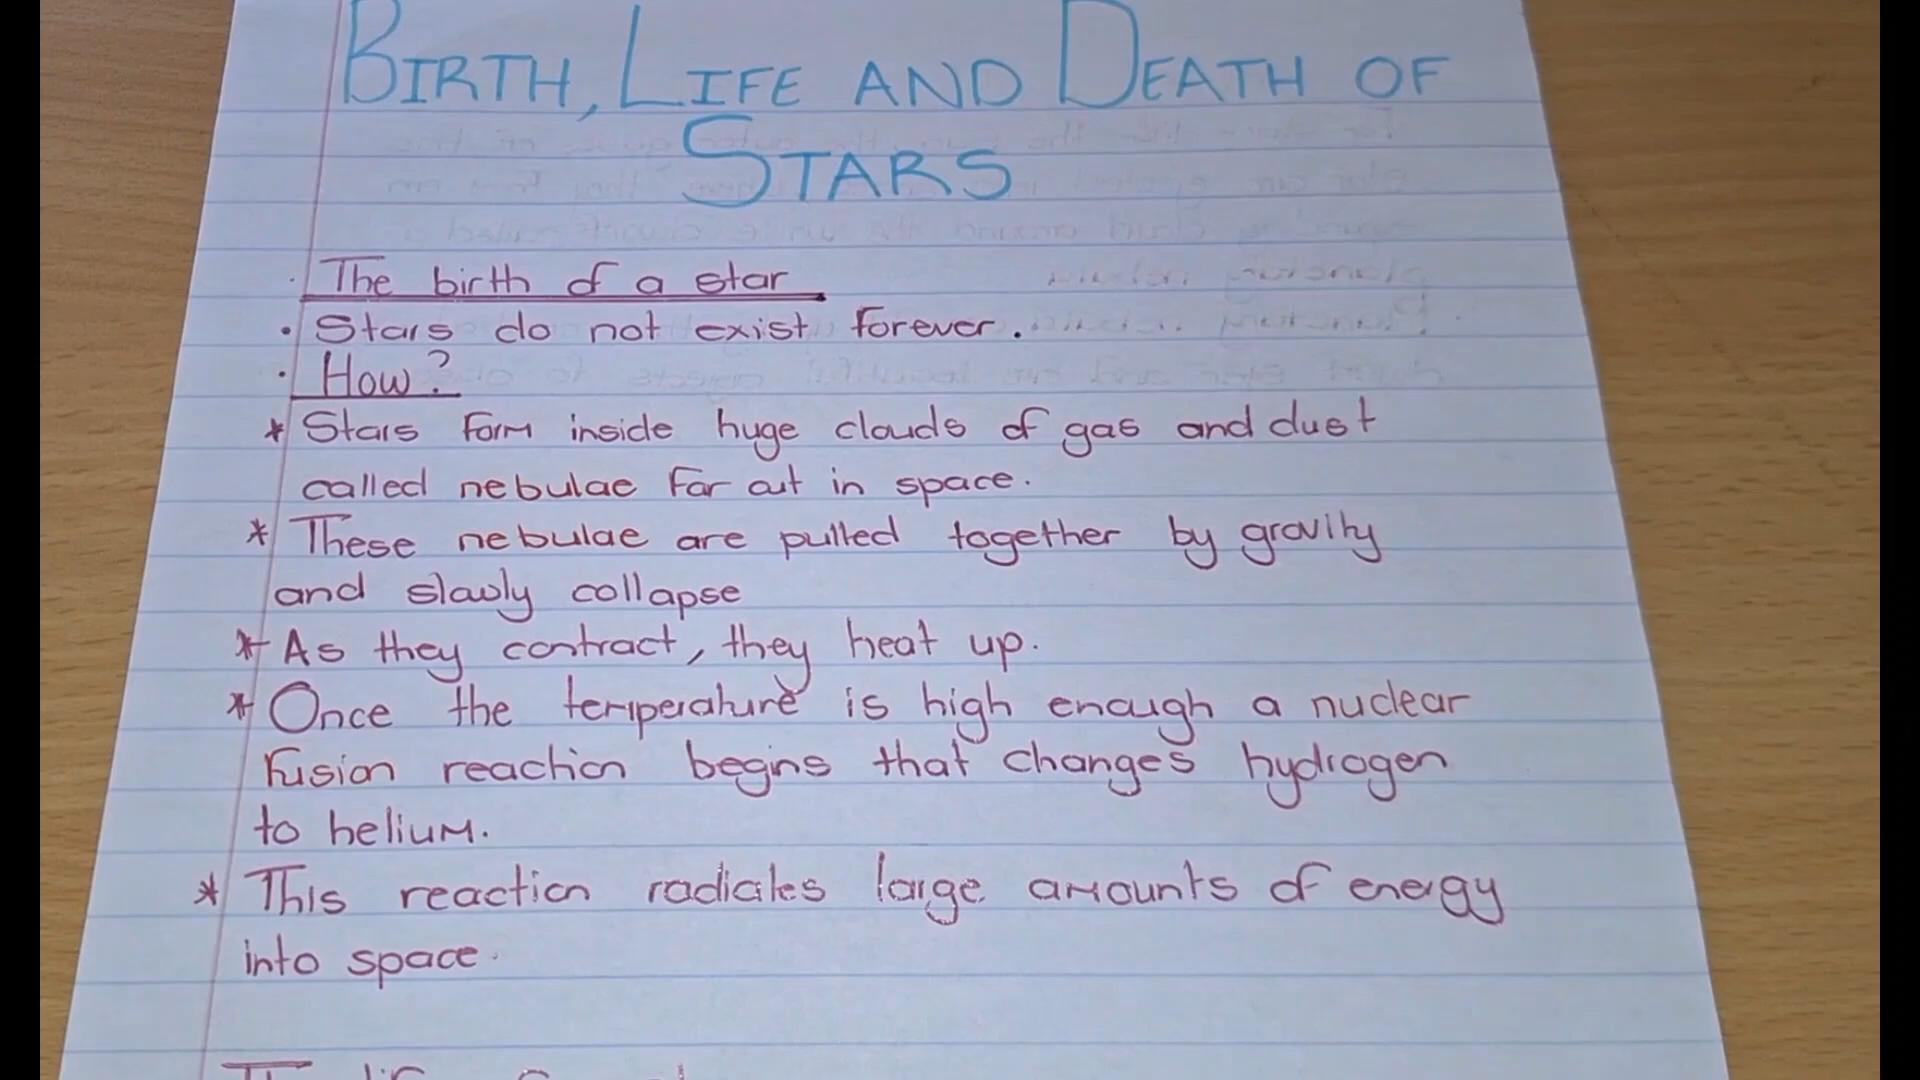 BIRTH, LIFE AND DEATH OF
STARS
· The birth of a star
· Stars do not exist forever.
· How?
* Stars form inside huge clouds of gas and dust
called nebulae far out in space.
* These nebulae are pulled together by gravity
and slowly collapse
* As they contract, they heat up.
* Once the temperature is high enough a nuclear
fusion reaction begins that changes hydrogen
to helium.
* This reaction radiates large amounts of energy
into space.